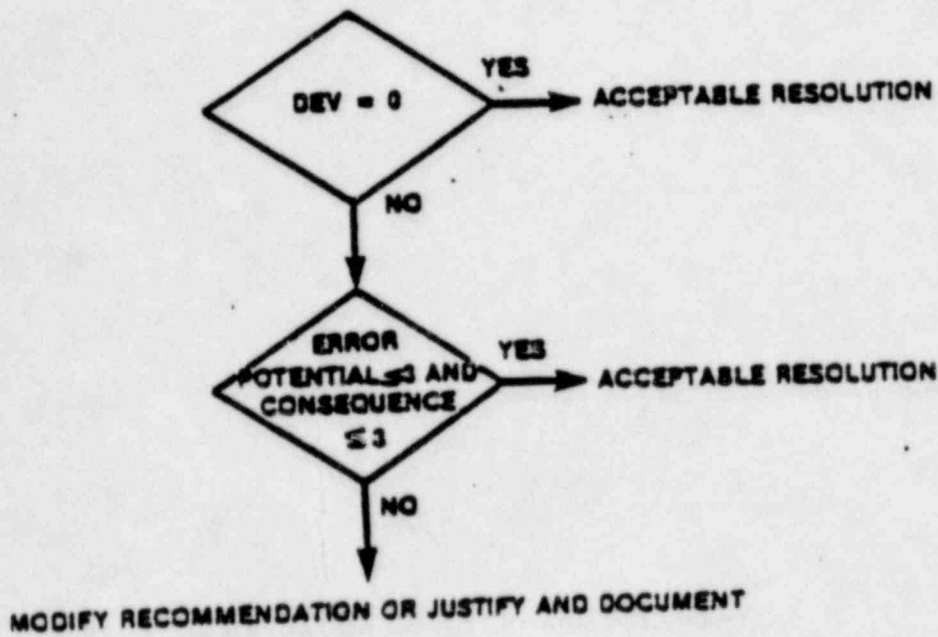 DEV = 0
YES
ACCEPTABLE RESOLUTION
NO
ERROR
POTENTIAL ≤3 AND
CONSEQUENCE
≤ 3
YES
ACCEPTABLE RESOLUTION
NO
MODIFY RECOMMENDATION OR JUSTIFY AND DOCUMENT